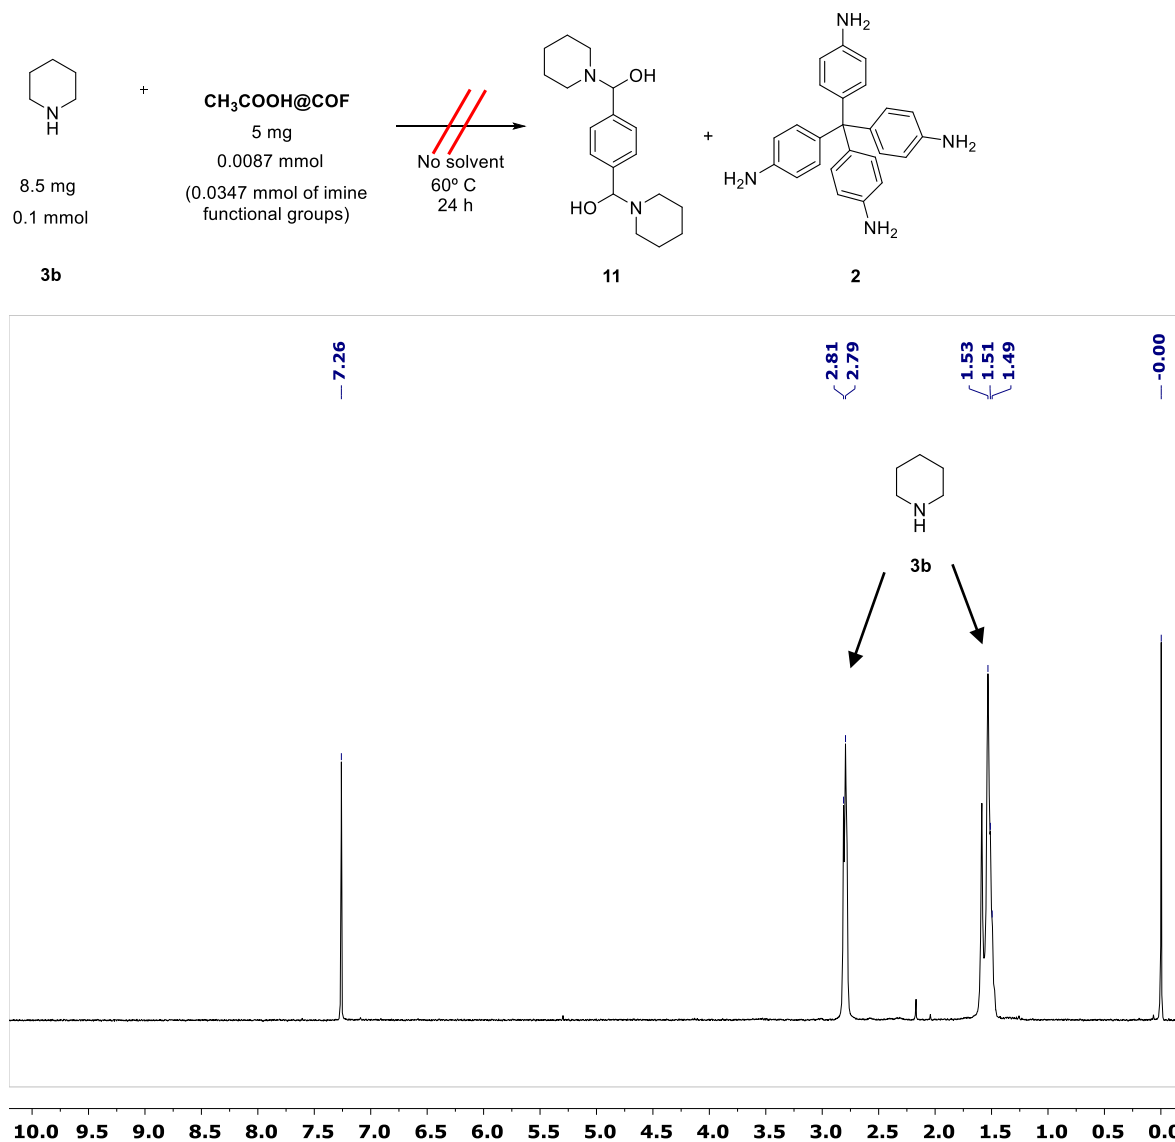 NH₂
N
OH
+
CH₃COOH@COF
5 mg
0.0087 mmol
(0.0347 mmol of imine
functional groups)
N
H
8.5 mg
0.1 mmol
3b
No solvent
60º C
24 h
HO
N
11
+
H₂N
NH₂
NH₂
2
7.26
2.81
2.79
1.53
1.51
1.49
-0.00
N
H
3b
10.0 9.5 9.0 8.5 8.0 7.5 7.0 6.5 6.0 5.5 5.0 4.5 4.0 3.5 3.0 2.5 2.0 1.5 1.0 0.5